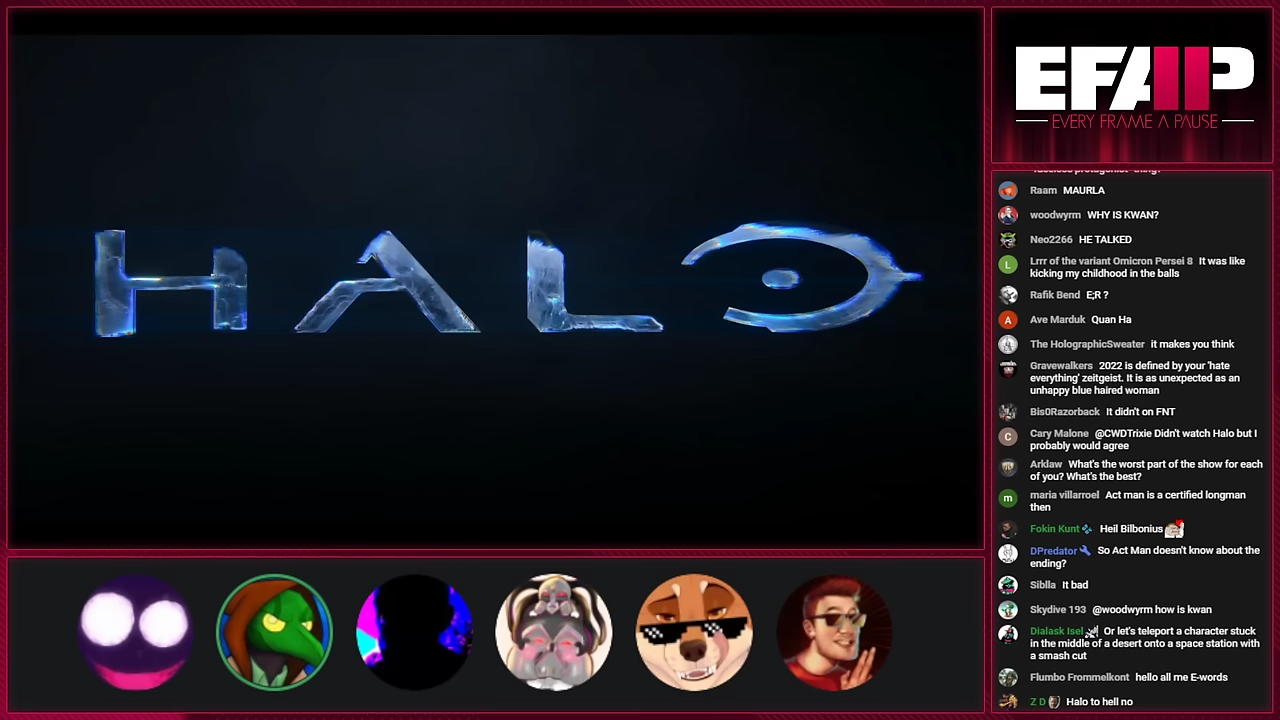 HALO
EFAP
EVERY FRAME A PAUSE
Raam MAURLA
woodwyrm WHY IS KWAN?
Neo2266 HE TALKED
Lrrr of the variant Omicron Persei 8 It was like
kicking my childhood in the balls
Rafik Bend E;R ?
A
Ave Marduk Quan Ha
The HolographicSweater it makes you think
Gravewalkers 2022 is defined by your 'hate
everything' zeitgeist. It is as unexpected as an
unhappy blue haired woman
Bis0Razorback It didn't on FNT
C
Cary Malone @CWDTrixie Didn't watch Halo but I
probably would agree
Arklaw What's the worst part of the show for each
of you? What's the best?
m
maria villarroel Act man is a certified longman
then
Fokin Kunt Heil Bilbonius
DPredator So Act Man doesn't know about the
ending?
Siblla It bad
Skydive 193 @woodwyrm how is kwan
Dialask Isel Or let's teleport a character stuck
in the middle of a desert onto a space station with
a smash cut
Flumbo Frommelkont hello all me E-words
Z D Halo to hell no
L